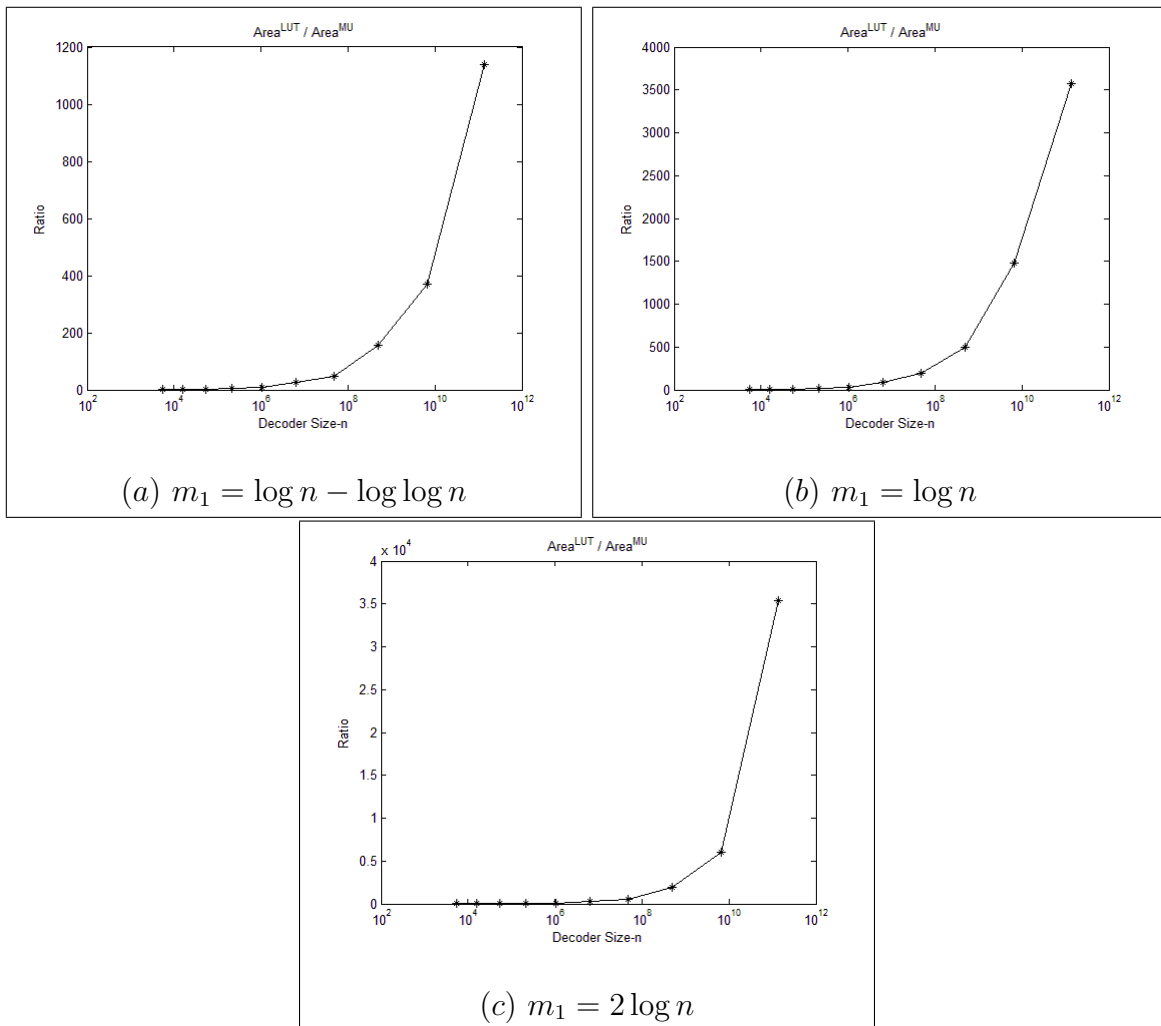 Area^LUT / Area^MU
1200
1000
800
600
400
200
0
Ratio
10^2 10^4 10^6 10^8 10^10 10^12
Decoder Size-n
(a) m₁ = log n − log log n
Area^LUT / Area^MU
4000
3500
3000
2500
2000
1500
1000
500
0
Ratio
10^2 10^4 10^6 10^8 10^10 10^12
Decoder Size-n
(b) m₁ = log n
Area^LUT / Area^MU
x 10^4
4
3.5
3
2.5
2
1.5
1
0.5
0
Ratio
10^2 10^4 10^6 10^8 10^10 10^12
Decoder Size-n
(c) m₁ = 2 log n